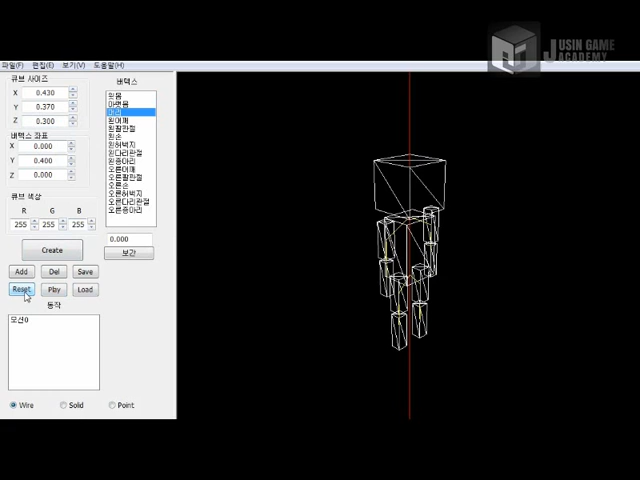 JUSIN GAME
ACADEMY
파일(F) 편집(E) 보기(V) 도움말(H)
큐브 사이즈
X 0.430
Y 0.370
Z 0.300
버텍스 좌표
X 0.000
Y 0.400
Z 0.000
큐브 색상
R G B
255 255 255
Create
Add Del Save
Reset Play Load
동작
모션0
Wire Solid Point
버텍스
윗몸
아랫몸
머리
왼어깨
왼팔관절
왼손
왼허벅지
왼다리관절
왼종아리
오른어깨
오른팔관절
오른손
오른허벅지
오른다리관절
오른종아리
0.000
보간